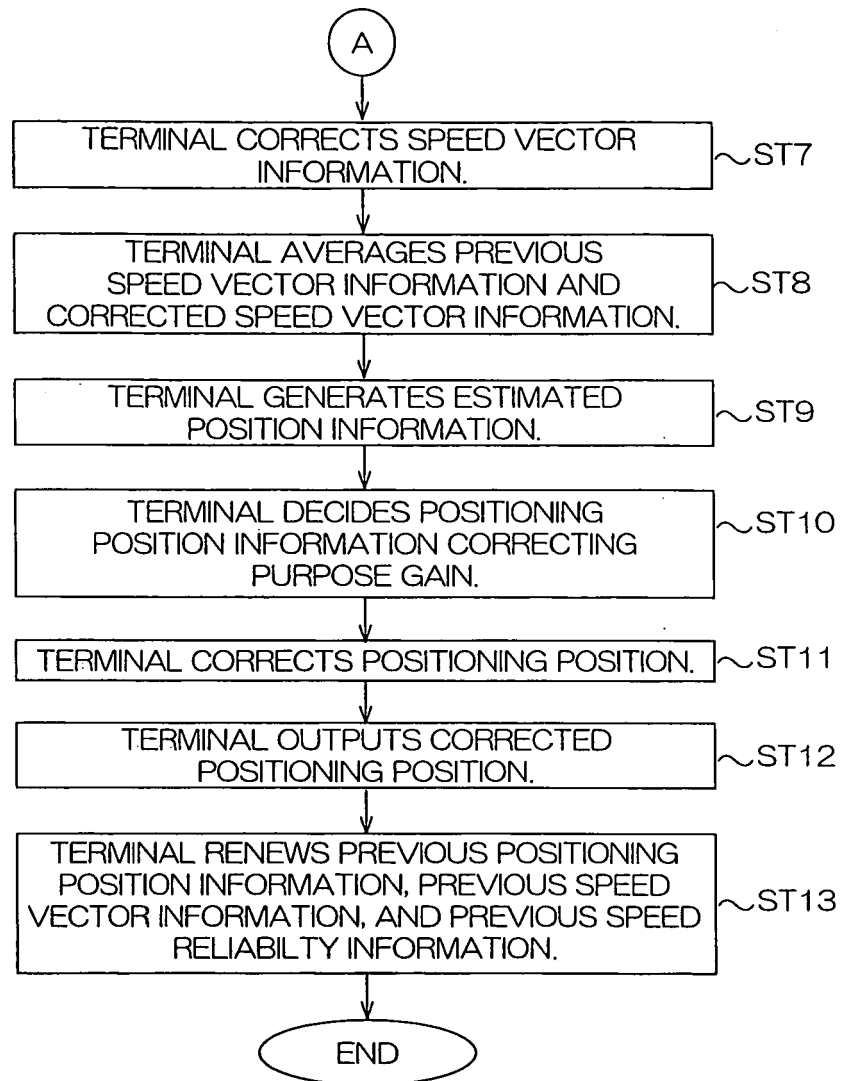 A
TERMINAL CORRECTS SPEED VECTOR
INFORMATION.
ST7
TERMINAL AVERAGES PREVIOUS
SPEED VECTOR INFORMATION AND
CORRECTED SPEED VECTOR INFORMATION.
ST8
TERMINAL GENERATES ESTIMATED
POSITION INFORMATION.
ST9
TERMINAL DECIDES POSITIONING
POSITION INFORMATION CORRECTING
PURPOSE GAIN.
ST10
TERMINAL CORRECTS POSITIONING POSITION.
ST11
TERMINAL OUTPUTS CORRECTED
POSITIONING POSITION.
ST12
TERMINAL RENEWS PREVIOUS POSITIONING
POSITION INFORMATION, PREVIOUS SPEED
VECTOR INFORMATION, AND PREVIOUS SPEED
RELIABILTY INFORMATION.
ST13
END